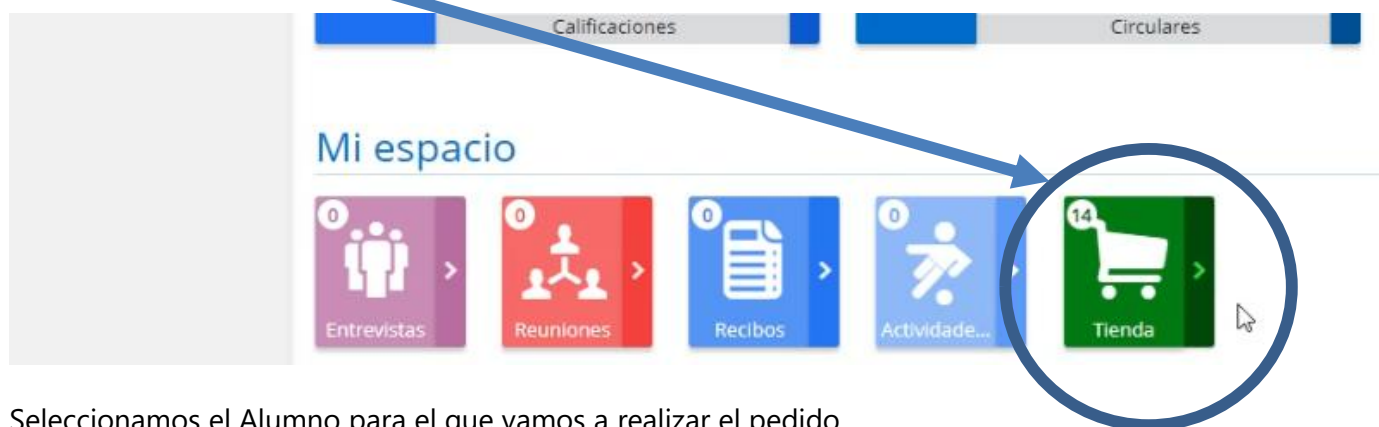 Calificaciones
Circulares
Mi espacio
0
0
0
0
14
Entrevistas
Reuniones
Recibos
Actividade...
Tienda
Seleccionamos el Alumno para el que vamos a realizar el pedido